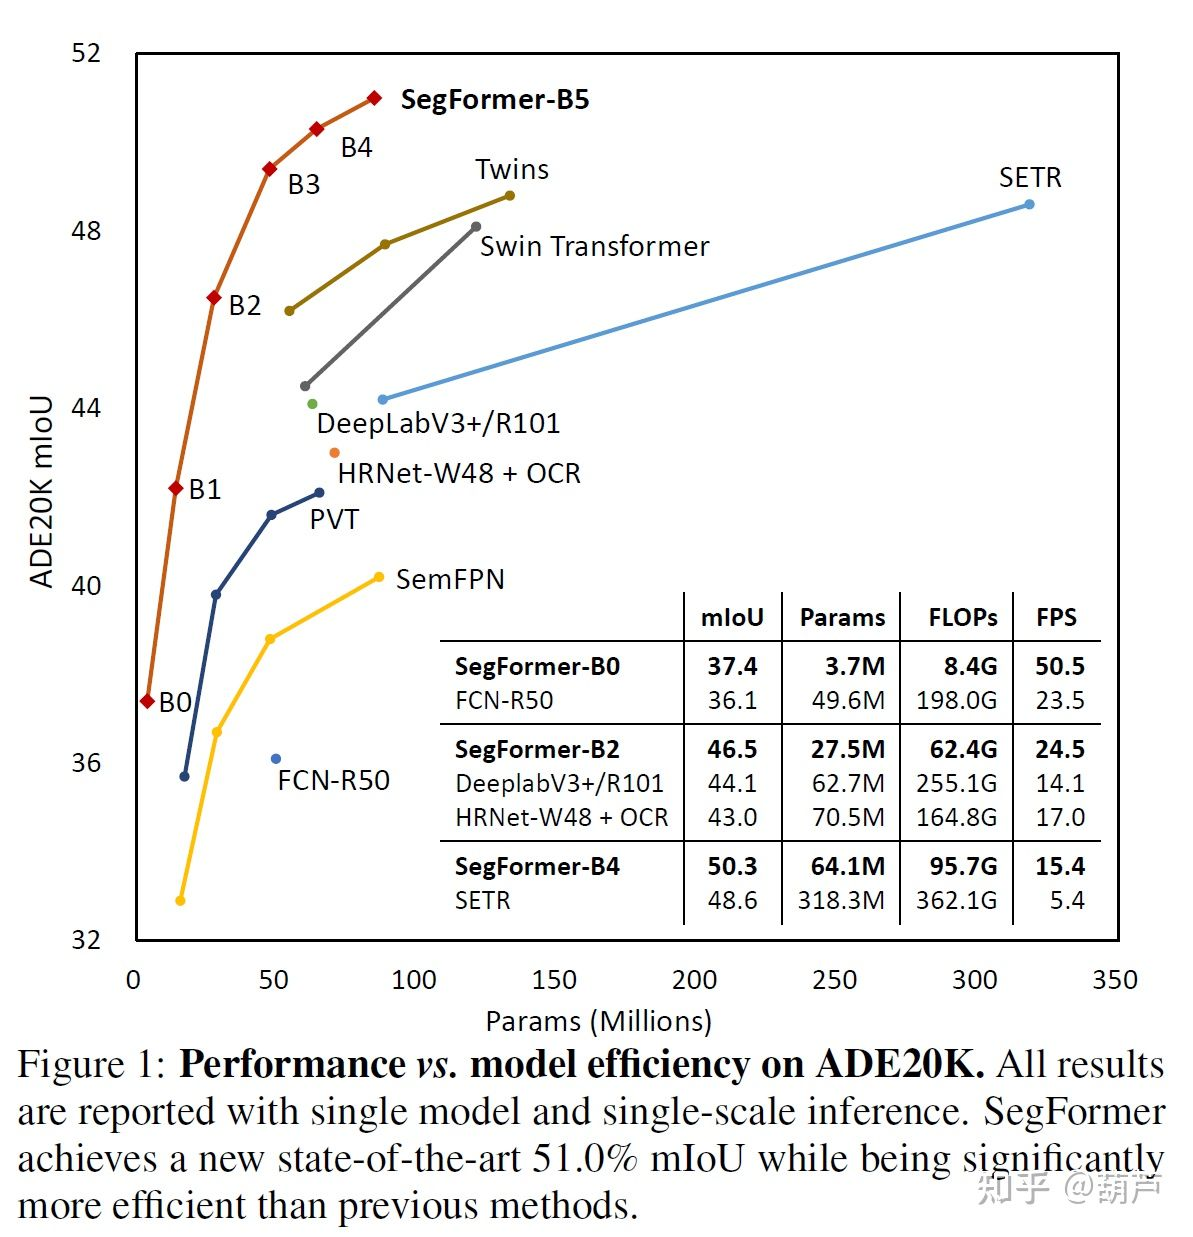 52
SegFormer-B5
B4
Twins
B3
SETR
48
Swin Transformer
B2
44
DeepLabV3+/R101
HRNet-W48 + OCR
B1
PVT
ADE20K mIoU
40
SemFPN
mIoU Params FLOPs FPS
SegFormer-B0 37.4 3.7M 8.4G 50.5
FCN-R50 36.1 49.6M 198.0G 23.5
B0
SegFormer-B2 46.5 27.5M 62.4G 24.5
36
FCN-R50
DeeplabV3+/R101 44.1 62.7M 255.1G 14.1
HRNet-W48 + OCR 43.0 70.5M 164.8G 17.0
SegFormer-B4 50.3 64.1M 95.7G 15.4
SETR 48.6 318.3M 362.1G 5.4
32
0 50 100 150 200 250 300 350
Params (Millions)
Figure 1: Performance vs. model efficiency on ADE20K. All results
are reported with single model and single-scale inference. SegFormer
achieves a new state-of-the-art 51.0% mIoU while being significantly
more efficient than previous methods.
知乎 @葫芦